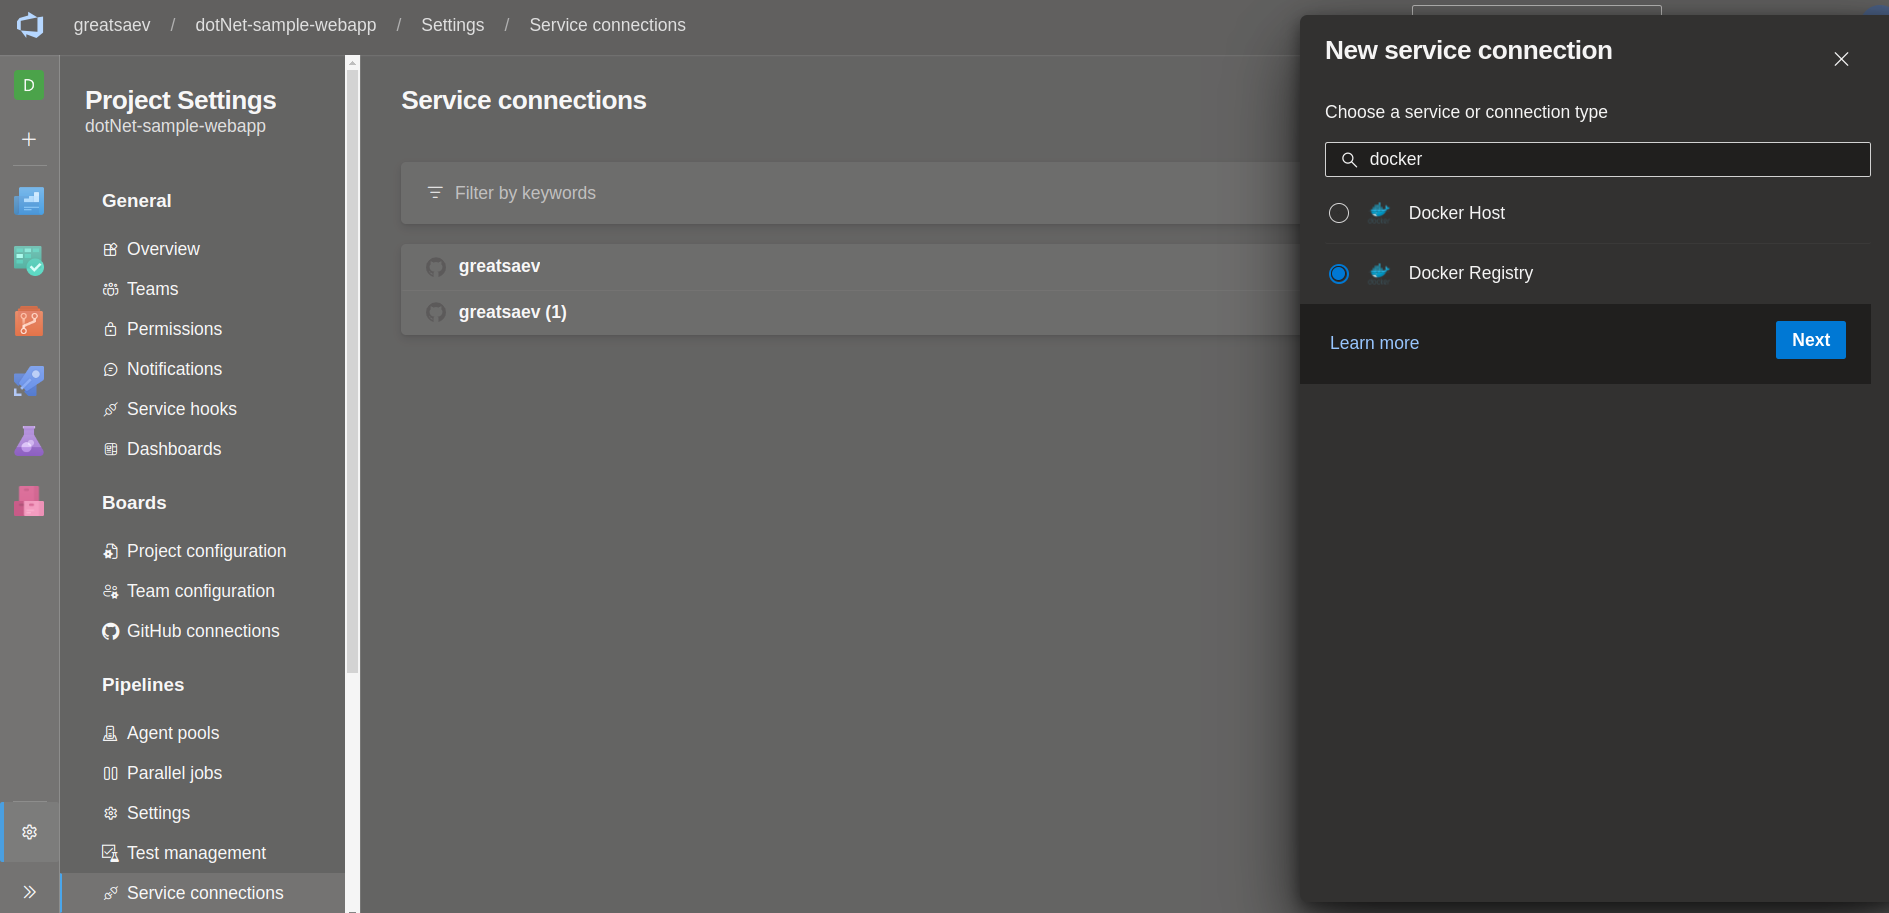 greatsaev / dotNet-sample-webapp / Settings / Service connections
D
Project Settings
dotNet-sample-webapp
General
Overview
Teams
Permissions
Notifications
Service hooks
Dashboards
Boards
Project configuration
Team configuration
GitHub connections
Pipelines
Agent pools
Parallel jobs
Settings
Test management
Service connections
Service connections
Filter by keywords
greatsaev
greatsaev (1)
New service connection
Choose a service or connection type
docker
Docker Host
Docker Registry
Learn more
Next